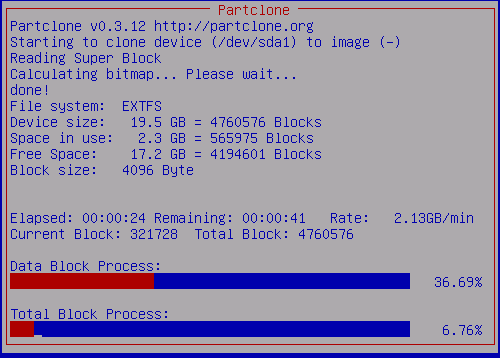 Partclone
Partclone v0.3.12 http://partclone.org
Starting to clone device (/dev/sda1) to image (-)
Reading Super Block
Calculating bitmap... Please wait...
done!
File system:  EXTFS
Device size:   19.5 GB = 4760576 Blocks
Space in use:   2.3 GB = 565975 Blocks
Free Space:    17.2 GB = 4194601 Blocks
Block size:   4096 Byte
Elapsed: 00:00:24 Remaining: 00:00:41   Rate:   2.13GB/min
Current Block: 321728  Total Block: 4760576
Data Block Process:
36.69%
Total Block Process:
6.76%